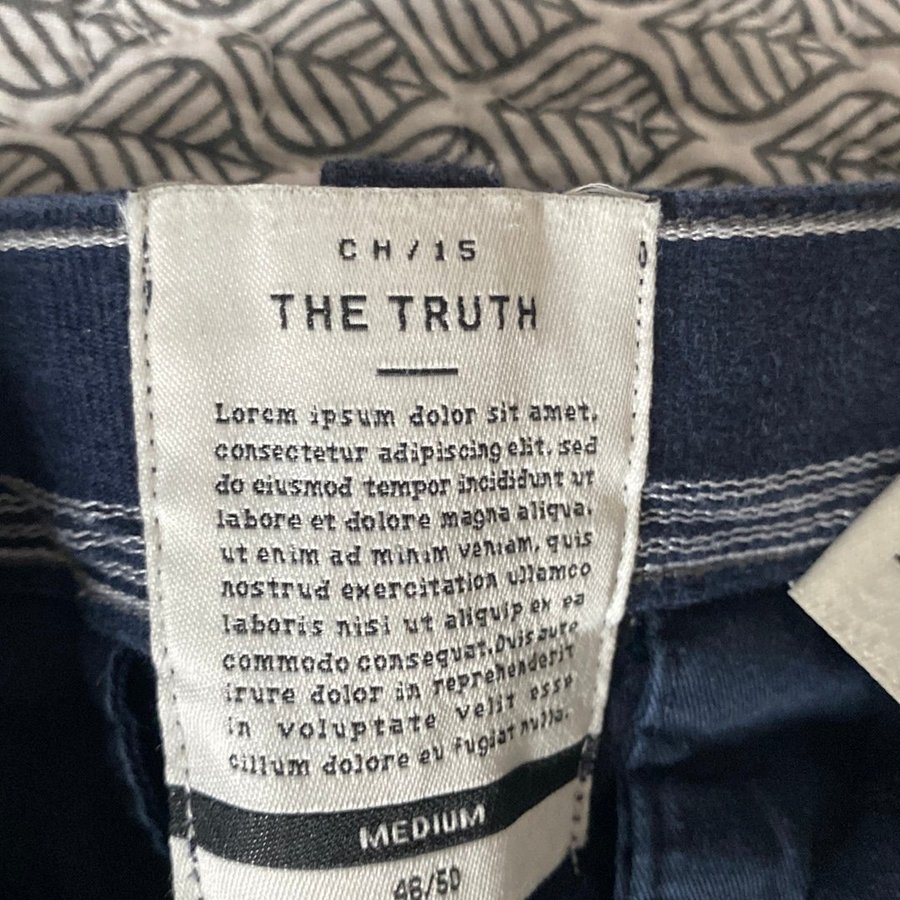 CH/15
THE TRUTH
Lorem ipsum dolor sit amet,
consectetur adipiscing elit, sed
do eiusmod tempor incididunt ut
labore et dolore magna aliqua.
ut enim ad minim veniam, quis
nostrud exercitation ullamco
laboris nisi ut aliquip ex ea
commodo consequat. Duis aute
irure dolor in reprehenderit
in voluptate velit esse
cillum dolore eu fugiat nulla.
MEDIUM
46/50